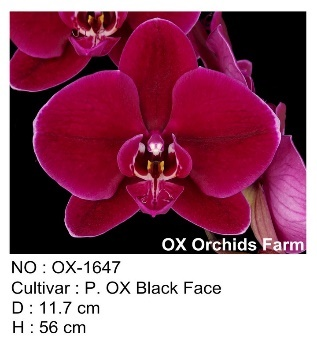 OX Orchids Farm
NO : OX-1647
Cultivar : P. OX Black Face
D : 11.7 cm
H : 56 cm